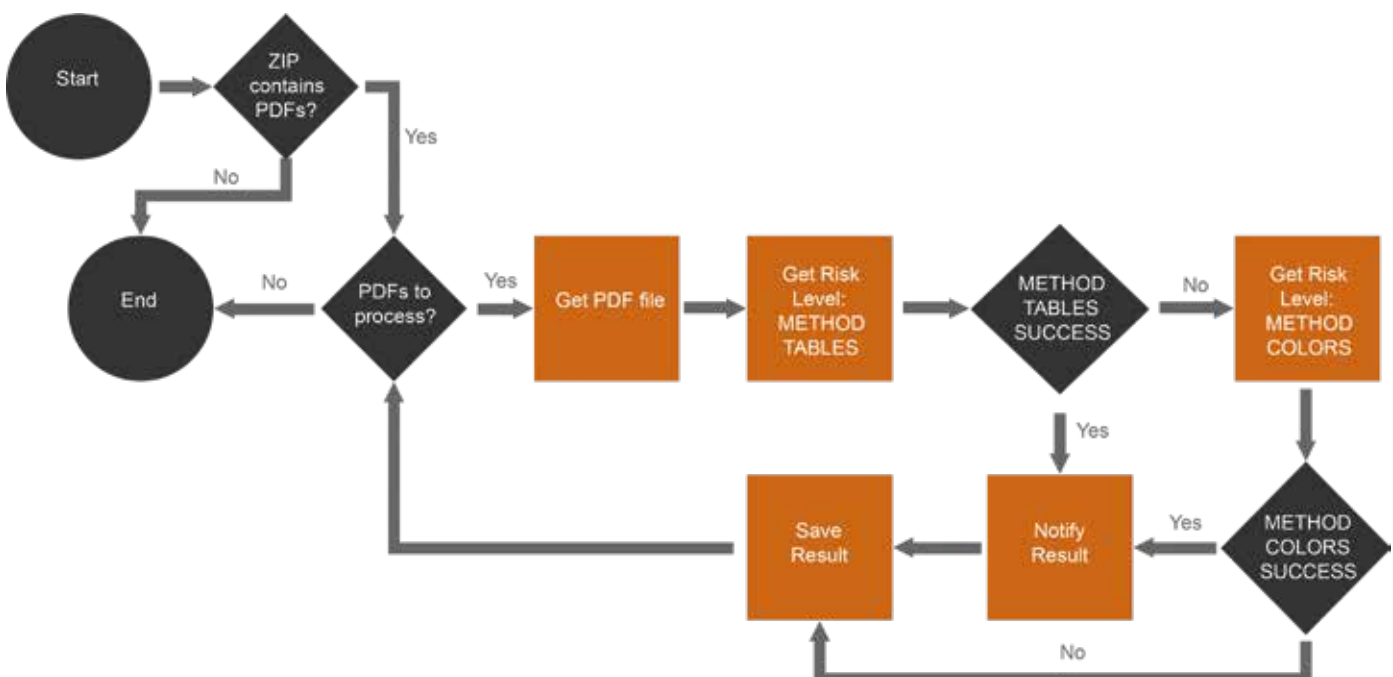 Start
ZIP
contains
PDFs?
Yes
No
End
No
PDFs to
process?
Yes
Get PDF file
Get Risk
Level:
METHOD
TABLES
METHOD
TABLES
SUCCESS
No
Get Risk
Level:
METHOD
COLORS
Yes
Save
Result
Notify
Result
Yes
METHOD
COLORS
SUCCESS
No